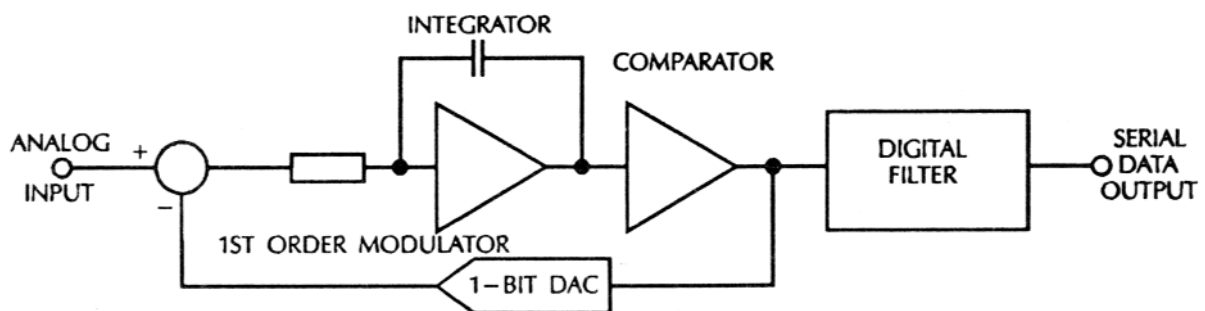 INTEGRATOR
COMPARATOR
ANALOG
INPUT
+
−
DIGITAL
FILTER
SERIAL
DATA
OUTPUT
1ST ORDER MODULATOR
1−BIT DAC